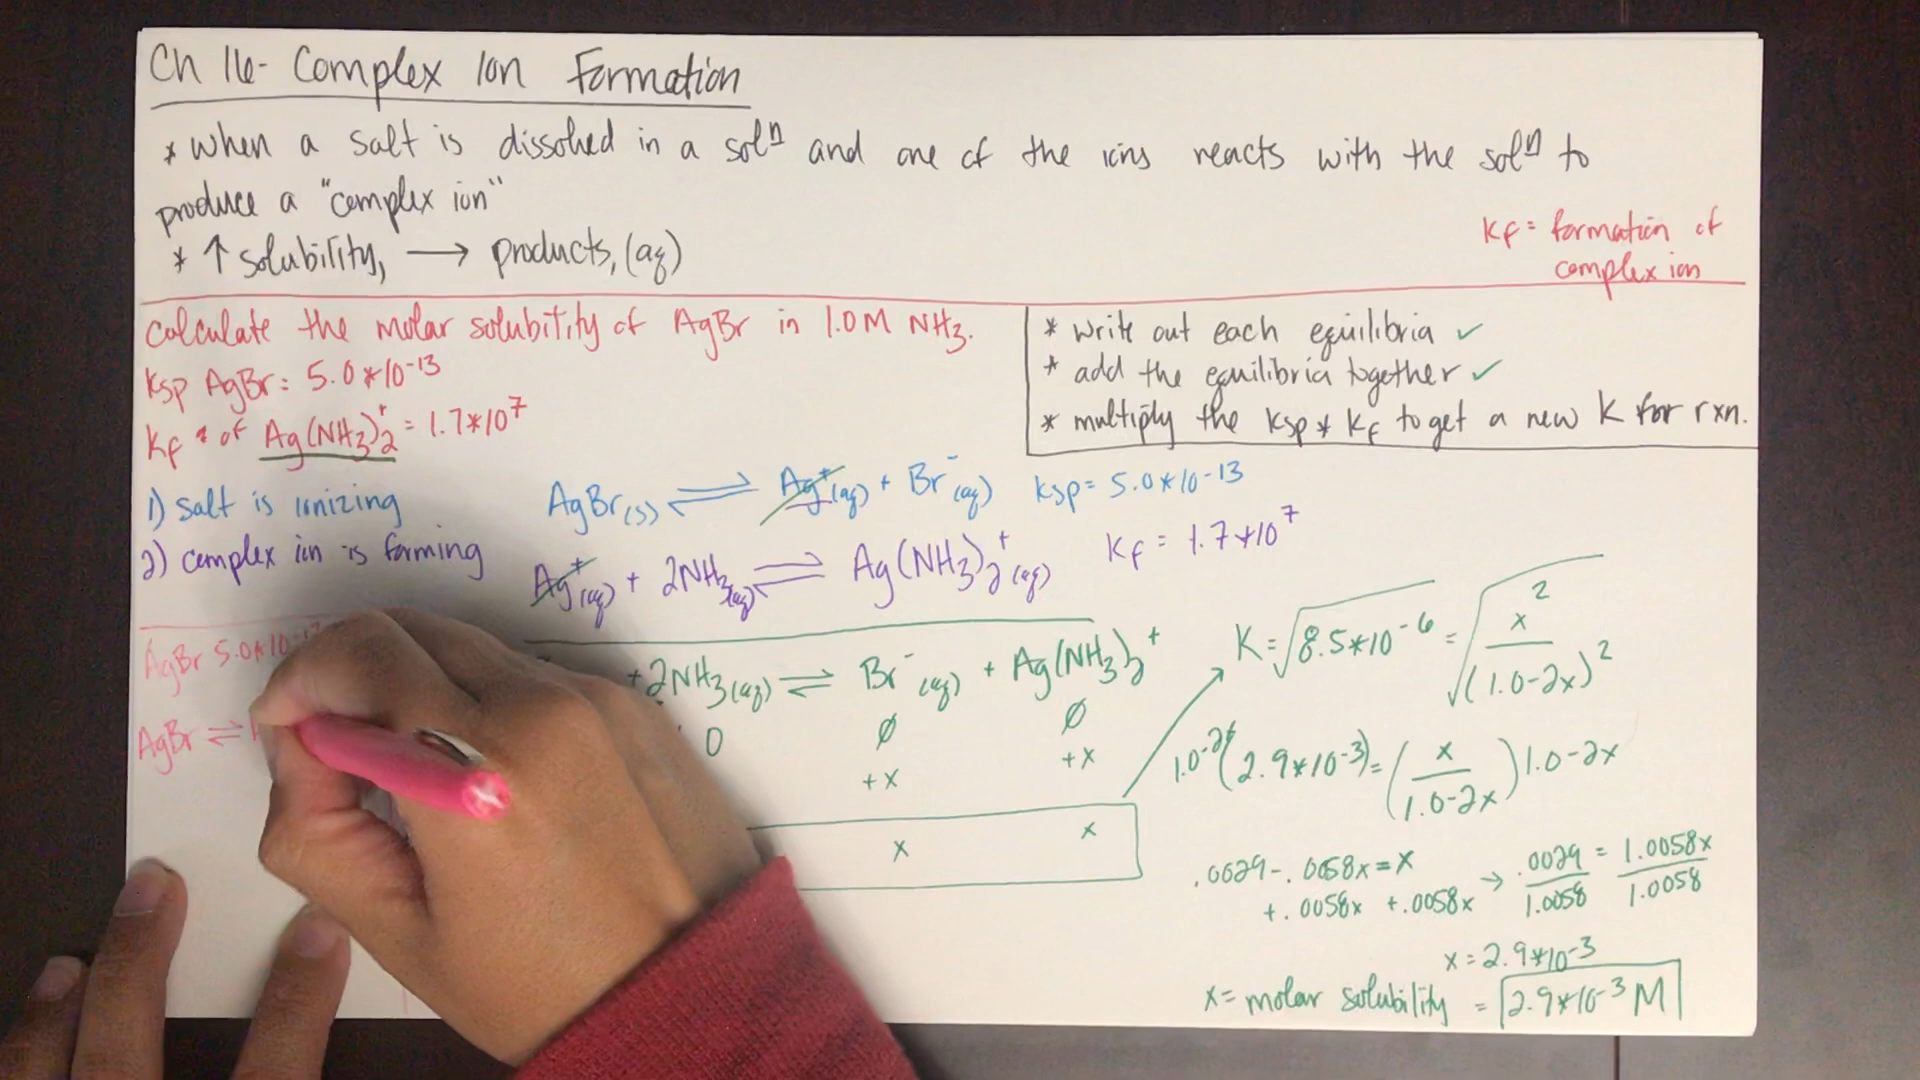 Ch 16- Complex Ion Formation
* when a salt is dissolved in a solⁿ and one of the ions reacts with the solⁿ to
produce a "complex ion"
* ↑ solubility, ⟶ products, (aq)
Kf = formation of
complex ion
Calculate the molar solubility of AgBr in 1.0 M NH₃.
Ksp AgBr = 5.0*10⁻¹³
Kf of Ag(NH₃)₂⁺ = 1.7*10⁷
* write out each equilibria ✓
* add the equilibria together ✓
* multiply the Ksp * Kf to get a new K for rxn.
1) salt is ionizing
AgBr(s) ⇌ Ag⁺(aq) + Br⁻(aq) Ksp = 5.0*10⁻¹³
2) complex ion is forming
Ag⁺(aq) + 2NH₃(aq) ⇌ Ag(NH₃)₂⁺(aq) Kf = 1.7*10⁷
AgBr 5.0*10⁻¹³
AgBr ⇌
+2NH₃(aq) ⇌ Br⁻(aq) + Ag(NH₃)₂⁺
0 ∅ ∅
+x +x
x x
K = √8.5*10⁻⁶ = √x²/(1.0-2x)²
1.0-2x(2.9*10⁻³) = (x/1.0-2x) 1.0-2x
.0029-.0058x = x
+.0058x +.0058x → .0029/1.0058 = 1.0058x/1.0058
x = 2.9*10⁻³
x = molar solubility = 2.9*10⁻³ M